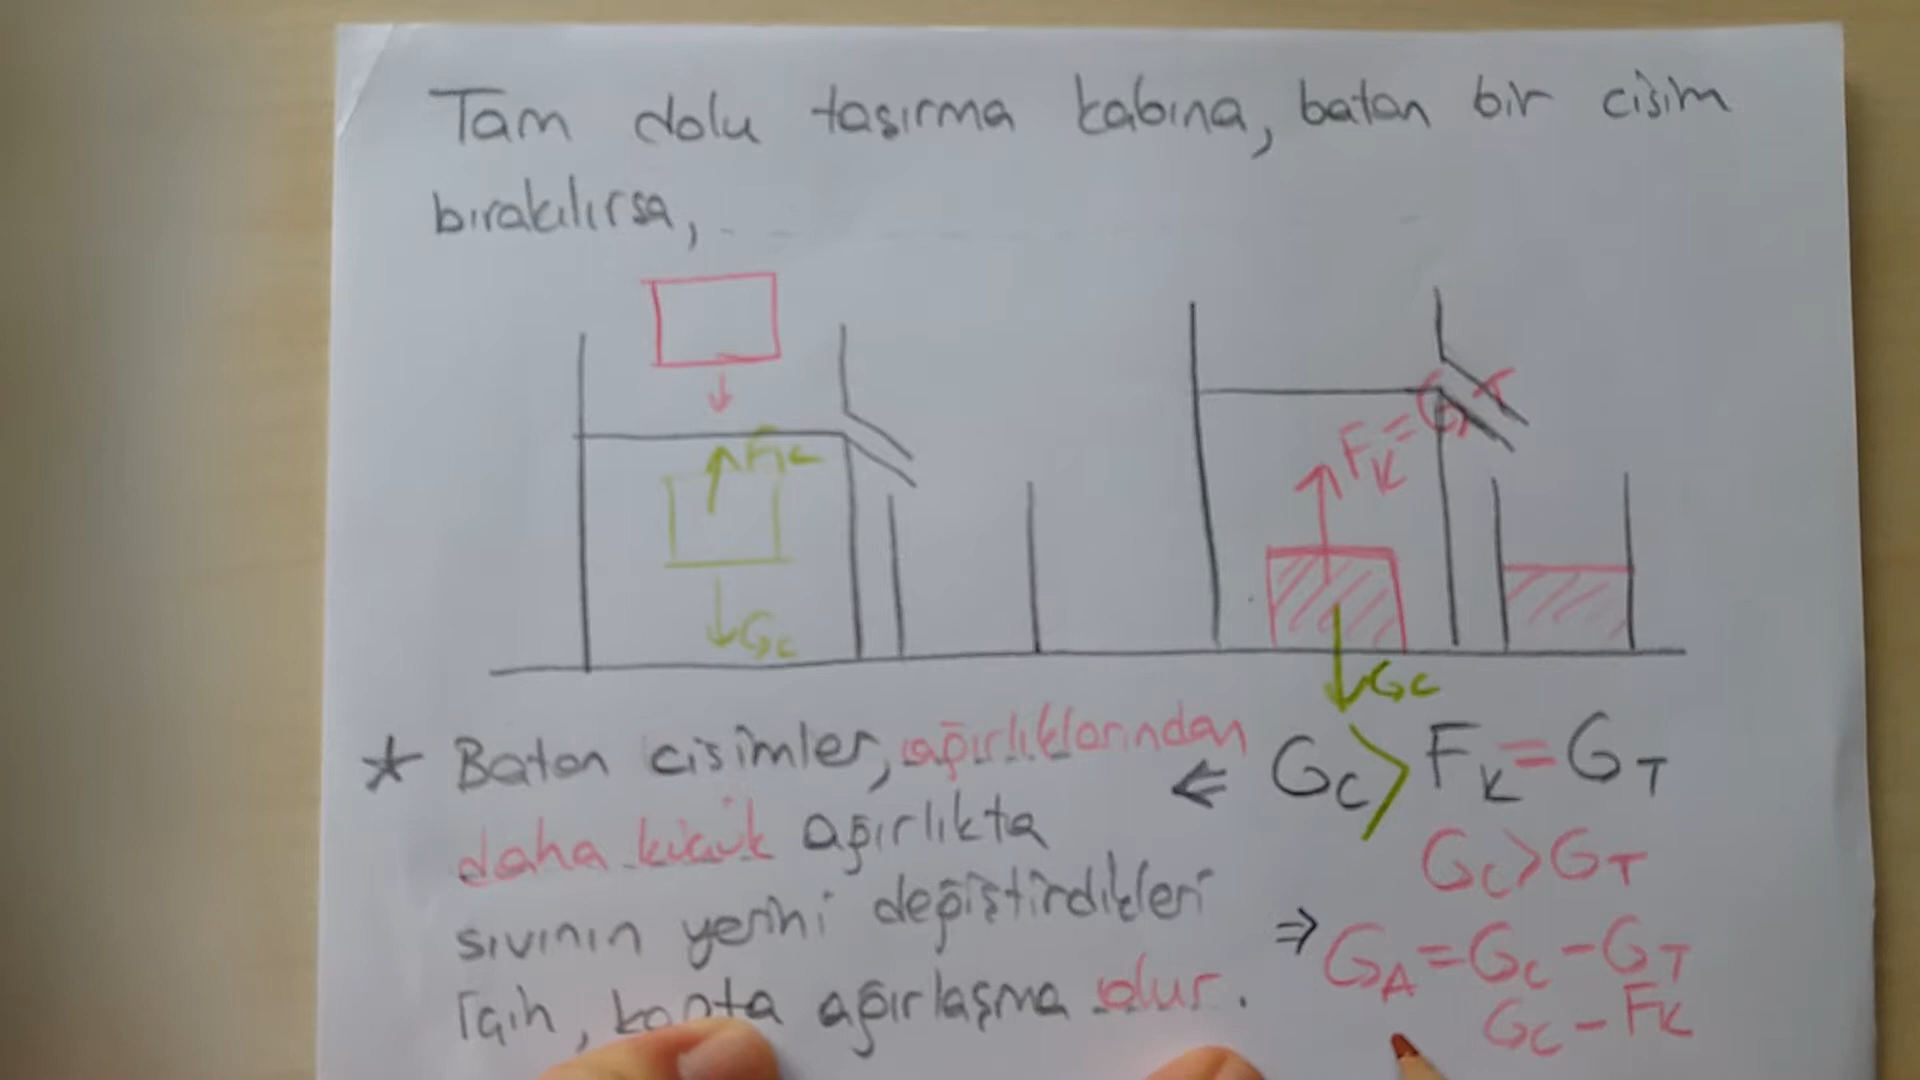 Tam dolu taşırma kabına, batan bir cisim
bırakılırsa,
FK
GC
FK = GT
GC
* Batan cisimler, ağırlıklarından
daha küçük ağırlıkta
sıvının yerini değiştirdikleri
için, kapta ağırlaşma olur.
⇐ GC > FK = GT
GC > GT
⇒ GA = GC - GT
GC - FK